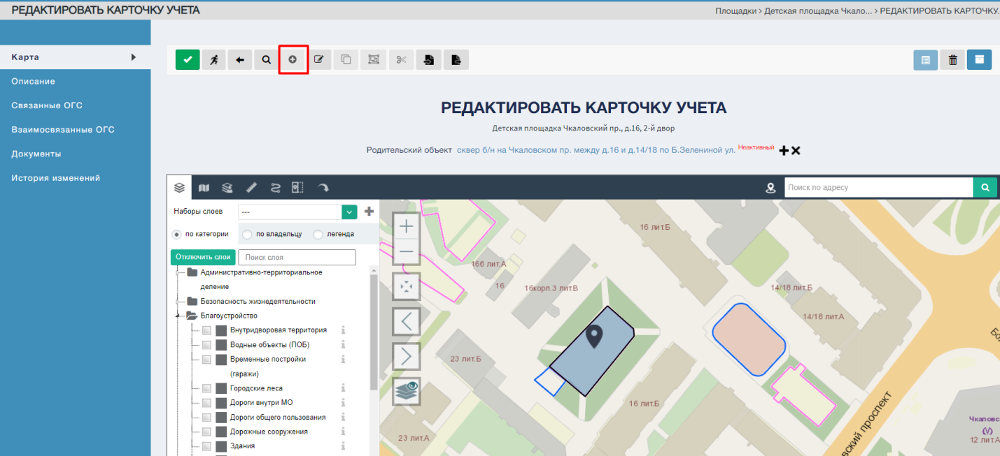 РЕДАКТИРОВАТЬ КАРТОЧКУ УЧЕТА
Площадки > Детская площадка Чкало... > РЕДАКТИРОВАТЬ КАРТОЧКУ.
Карта
Описание
Связанные ОГС
Взаимосвязанные ОГС
Документы
История изменений
РЕДАКТИРОВАТЬ КАРТОЧКУ УЧЕТА
Детская площадка Чкаловский пр., д.16, 2-й двор
Родительский объект сквер б/н на Чкаловском пр. между д.16 и д.14/18 по Б.Зелениной ул. Неактивный
Поиск по адресу
Наборы слоев
---
по категории
по владельцу
легенда
Отключить слои
Поиск слоя
Административно-территориальное
деление
Безопасность жизнедеятельности
Благоустройство
Внутридворовая территория
Водные объекты (ПОБ)
Временные постройки
(гаражи)
Городские леса
Дороги внутри МО
Дороги общего пользования
Дорожные сооружения
Здания
16 лит.Б
16б лит.А
16
16корп.3 лит.В
14/18 лит.Б
14/18 лит.А
23 лит.Б
16 лит.Б
23 лит.А
Бо
ский проспект
Чкаловс
12 лит.А